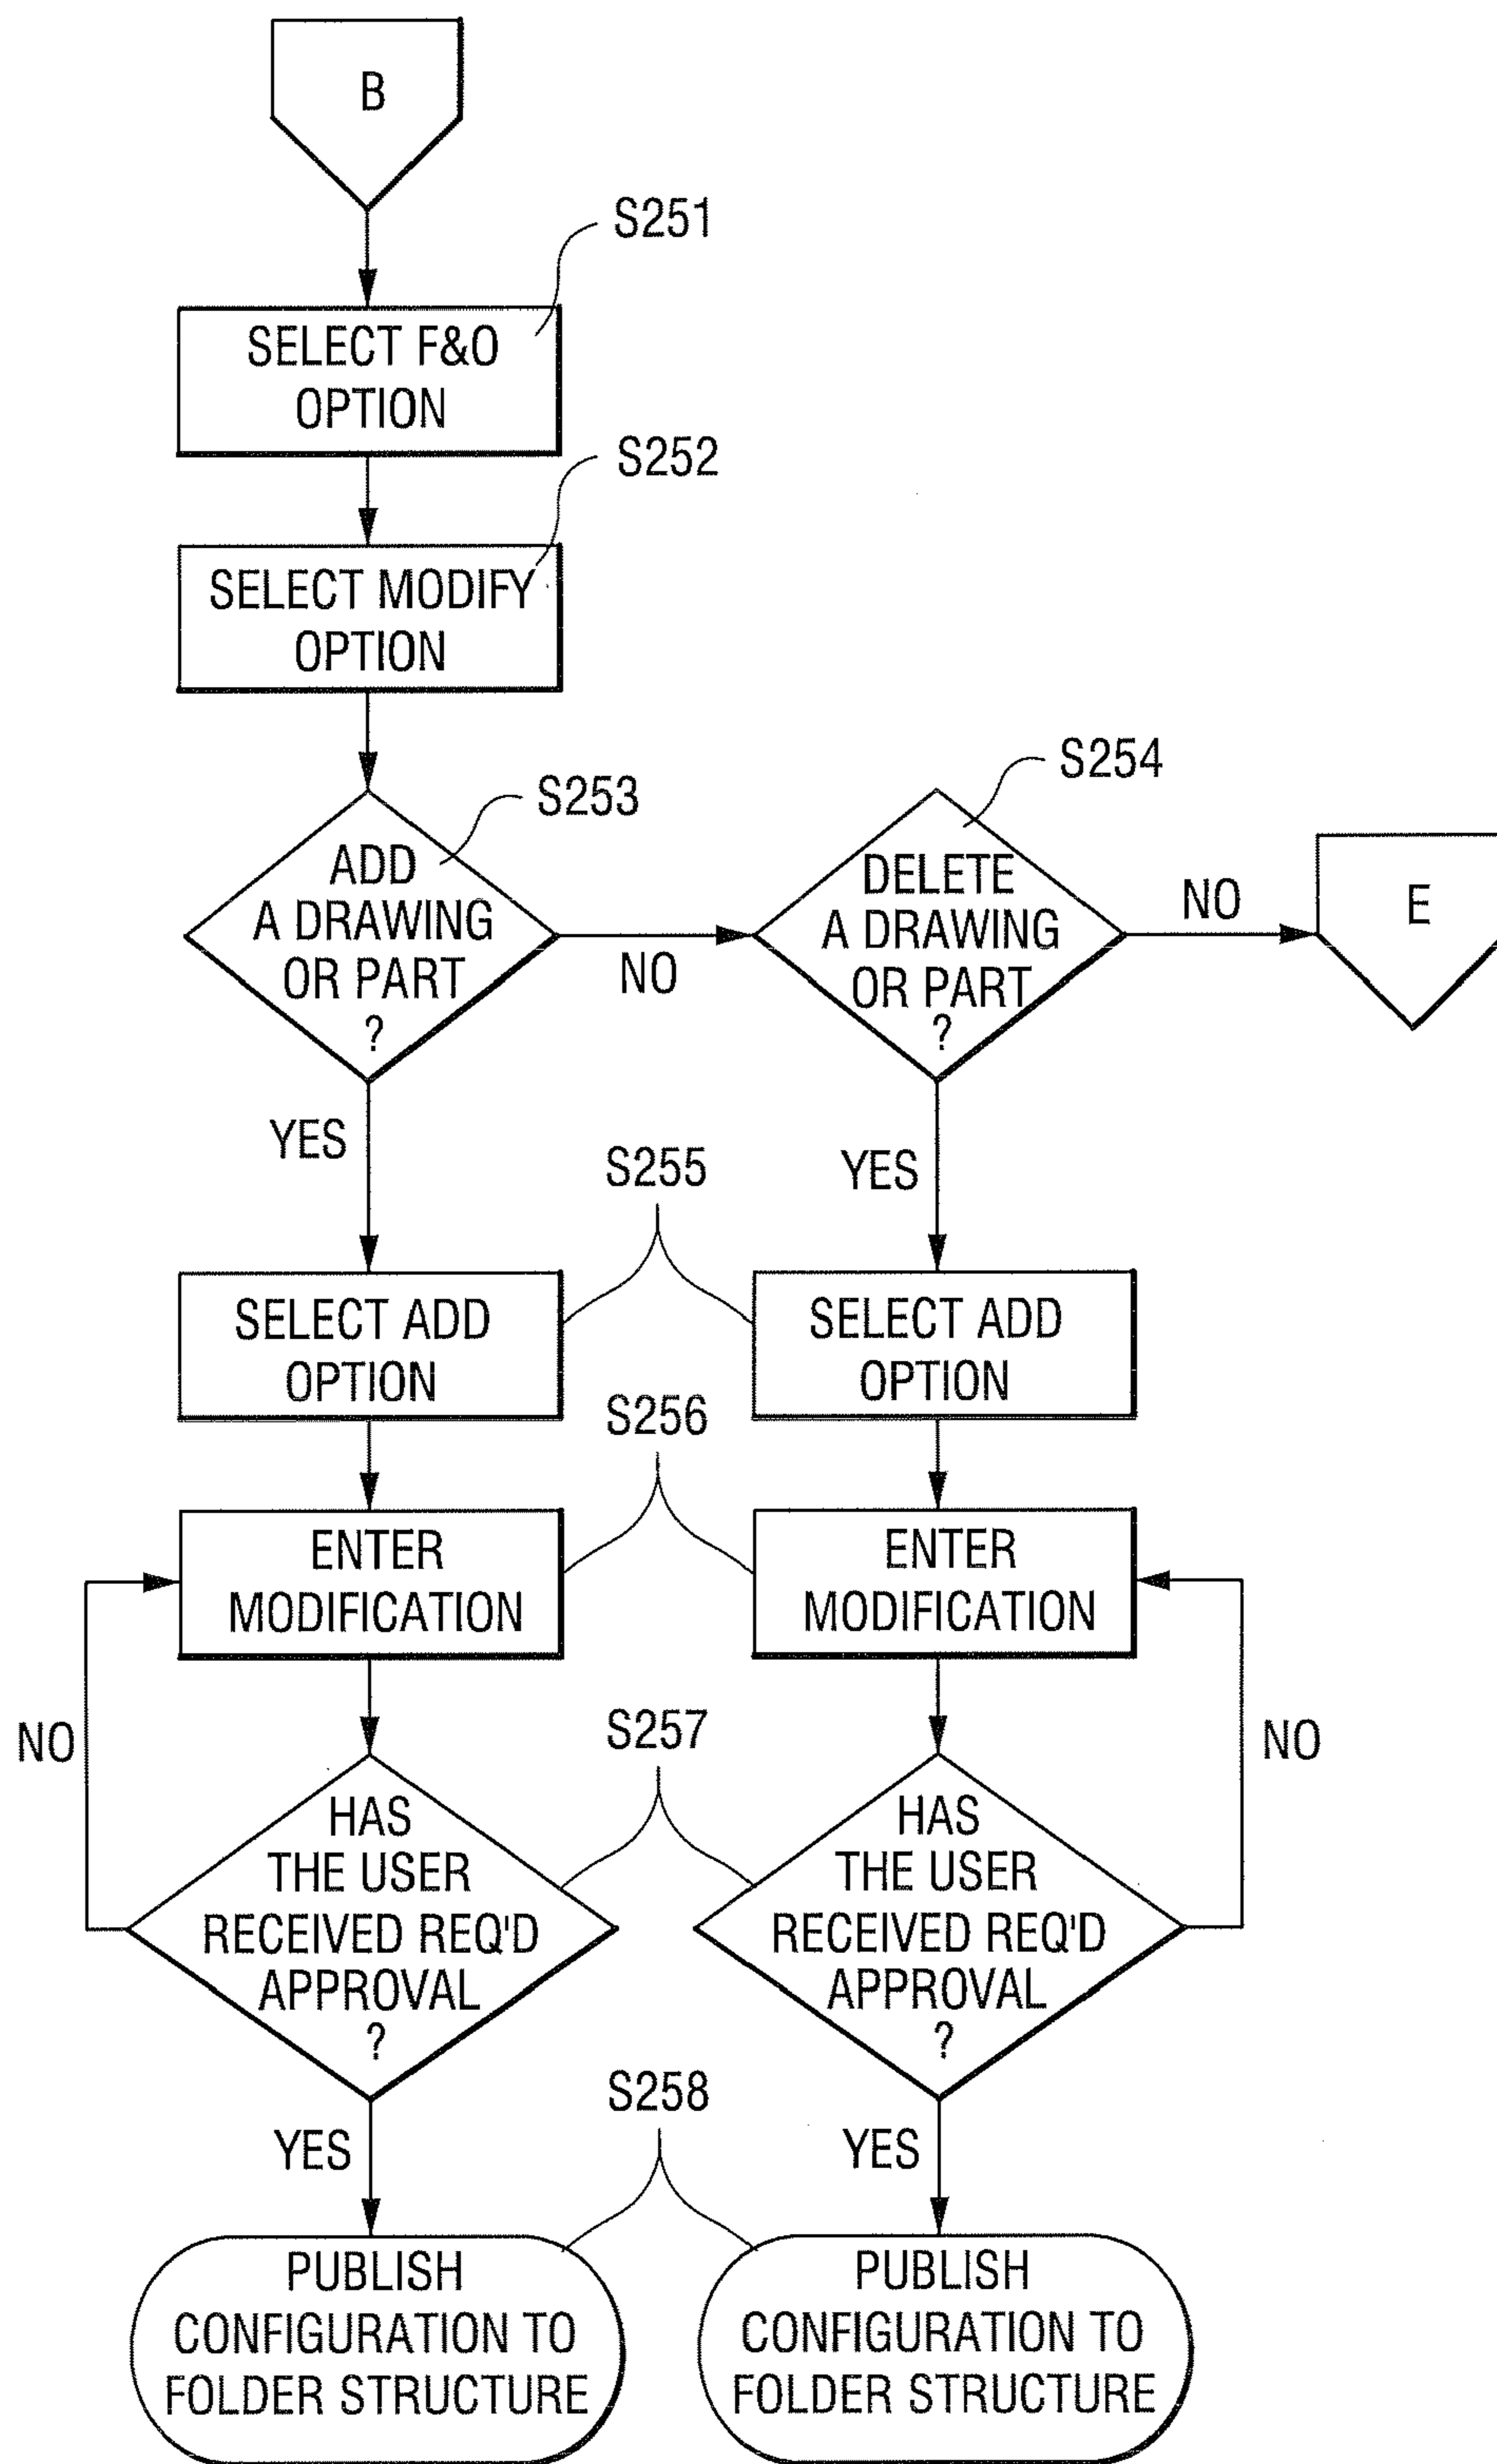 B
S251
SELECT F&O
OPTION
S252
SELECT MODIFY
OPTION
S253
ADD
A DRAWING
OR PART
?
NO
YES
S254
DELETE
A DRAWING
OR PART
?
NO
E
YES
S255
SELECT ADD
OPTION
SELECT ADD
OPTION
S256
ENTER
MODIFICATION
ENTER
MODIFICATION
NO
S257
NO
HAS
THE USER
RECEIVED REQ'D
APPROVAL
?
HAS
THE USER
RECEIVED REQ'D
APPROVAL
?
YES
S258
YES
PUBLISH
CONFIGURATION TO
FOLDER STRUCTURE
PUBLISH
CONFIGURATION TO
FOLDER STRUCTURE